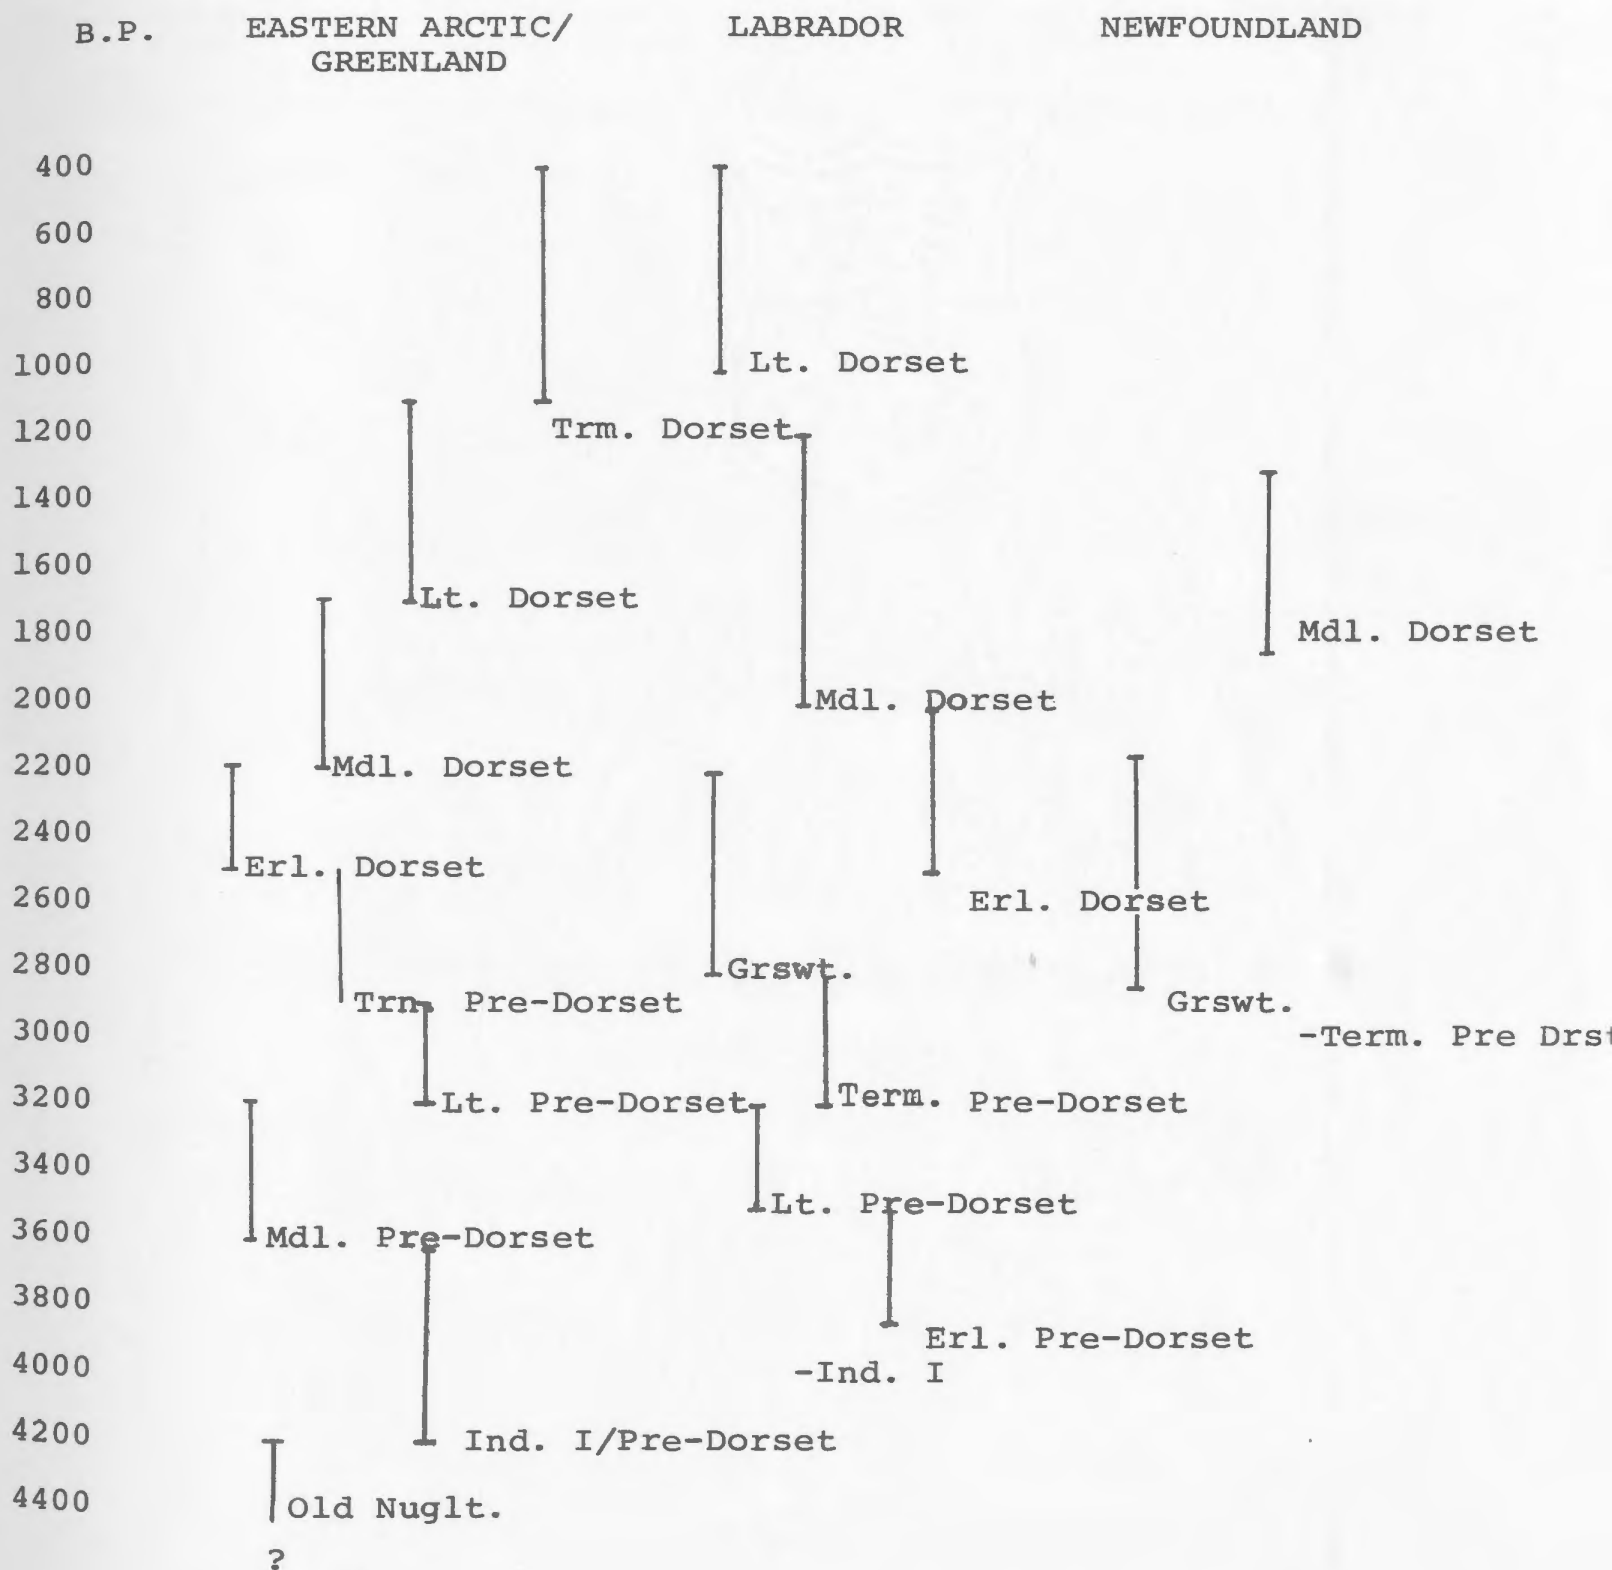 B.P. EASTERN ARCTIC/ LABRADOR NEWFOUNDLAND
GREENLAND
400
600
800
1000 Lt. Dorset
1200 Trm. Dorset
1400
1600
Lt. Dorset
1800 Mdl. Dorset
2000 Mdl. Dorset
2200 Mdl. Dorset
2400
Erl. Dorset
2600 Erl. Dorset
2800 Grswt.
Trn. Pre-Dorset Grswt.
3000 -Term. Pre Drst
3200 Lt. Pre-Dorset Term. Pre-Dorset
3400
Lt. Pre-Dorset
3600 Mdl. Pre-Dorset
3800
Erl. Pre-Dorset
4000 -Ind. I
4200 Ind. I/Pre-Dorset
4400 Old Nuglt.
?